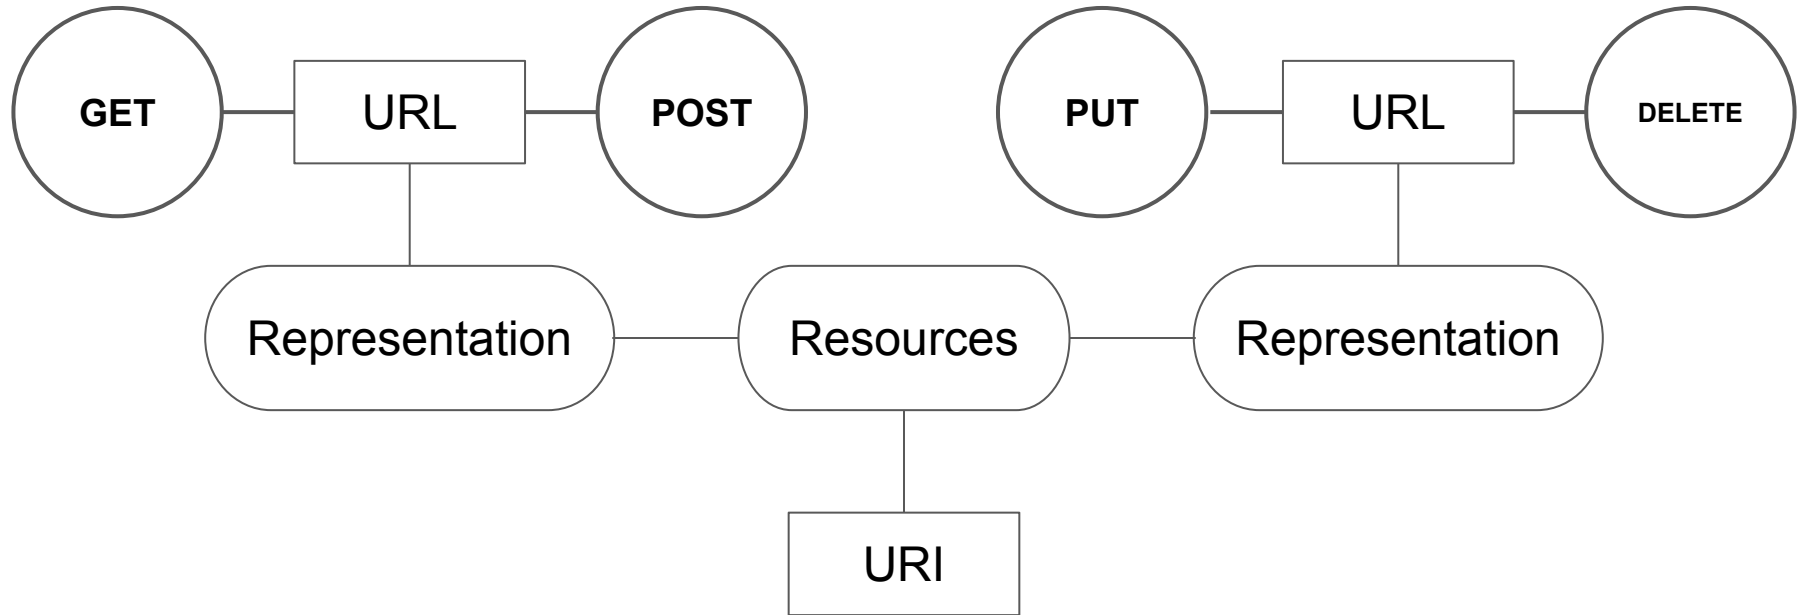 GET
URL
POST
PUT
URL
DELETE
Representation
Resources
Representation
URI